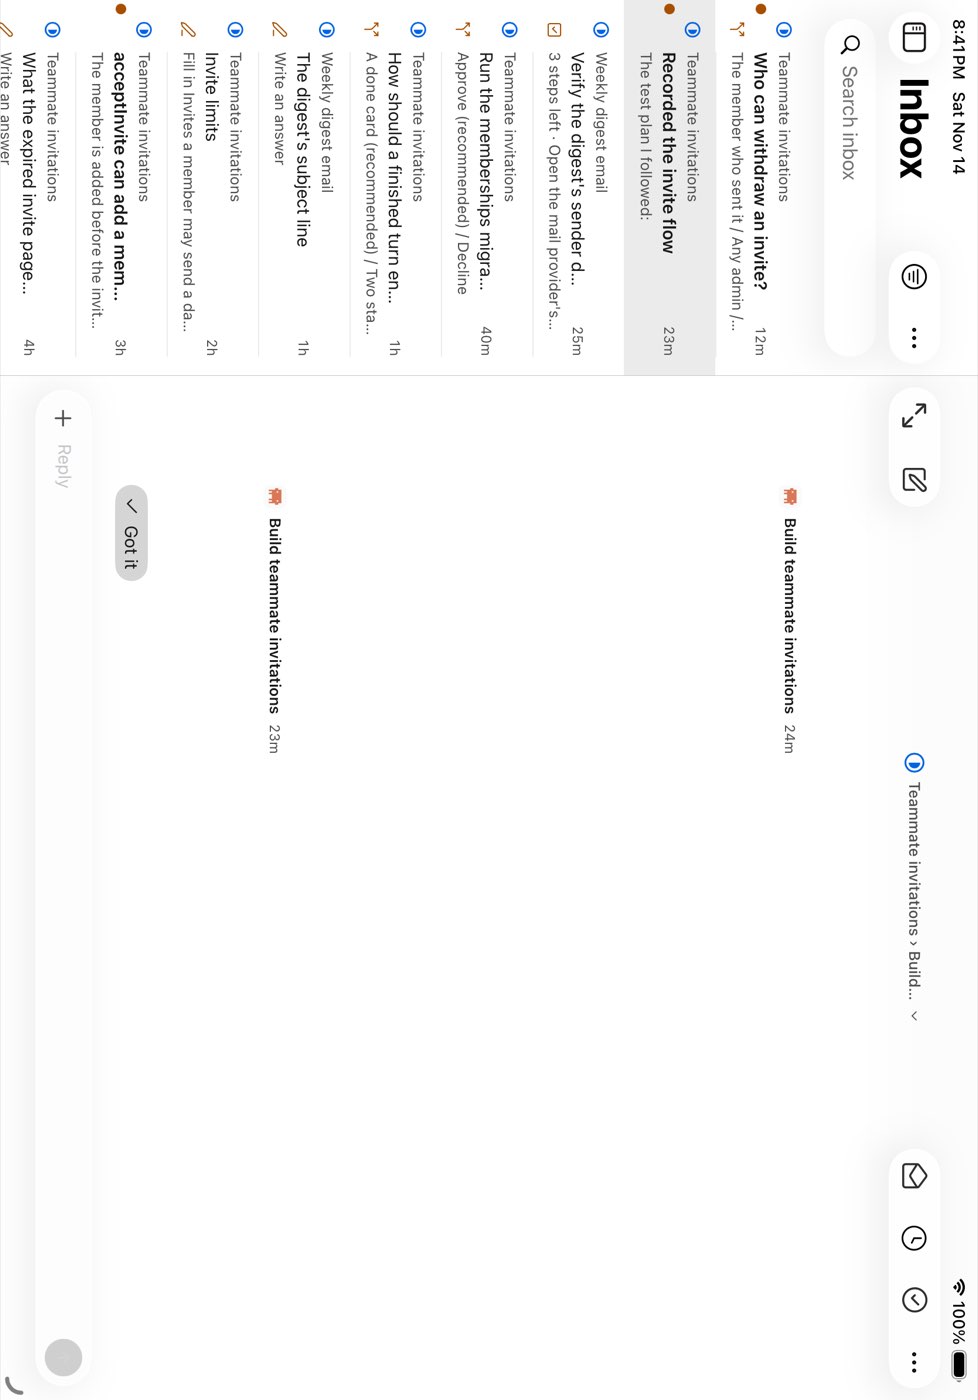 8:41 PM Sat Nov 14
100%
Inbox
Teammate invitations › Build...
Search inbox
Teammate invitations
Who can withdraw an invite? 12m
The member who sent it / Any admin /...
Teammate invitations
Recorded the invite flow 23m
The test plan I followed:
Weekly digest email
Verify the digest's sender d... 25m
3 steps left · Open the mail provider's...
Teammate invitations
Run the memberships migra... 40m
Approve (recommended) / Decline
Teammate invitations
How should a finished turn en... 1h
A done card (recommended) / Two sta...
Weekly digest email
The digest's subject line 1h
Write an answer
Teammate invitations
Invite limits 2h
Fill in Invites a member may send a da...
Teammate invitations
acceptInvite can add a mem... 3h
The member is added before the invit...
Teammate invitations
What the expired invite page... 4h
Write an answer
Build teammate invitations 24m
Build teammate invitations 23m
Got it
Reply